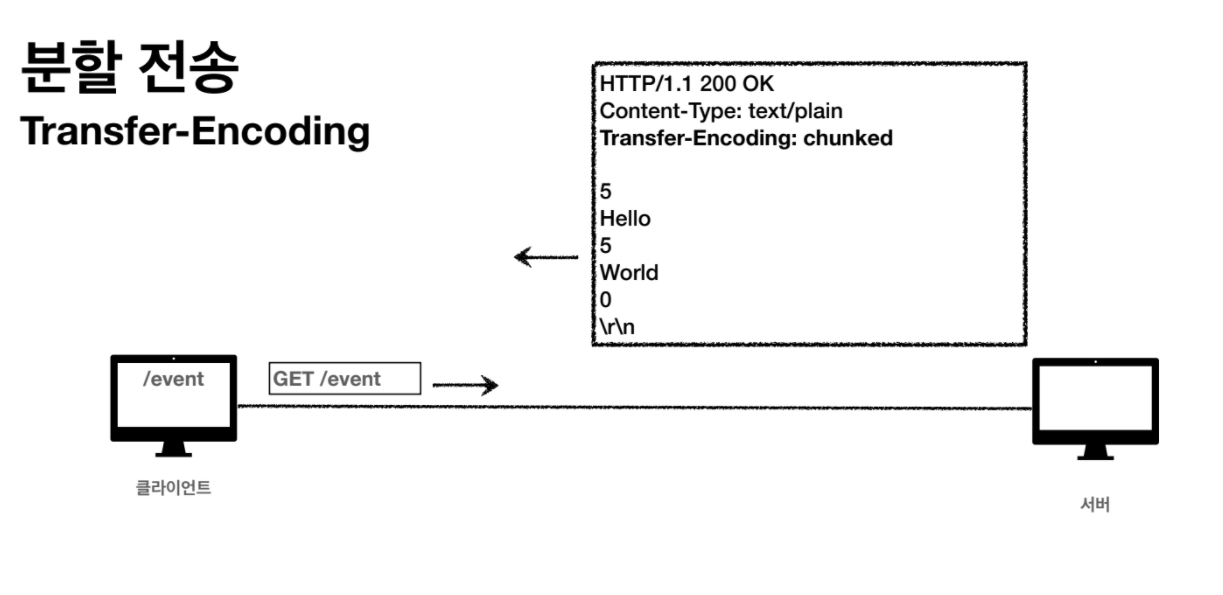 분할 전송
Transfer-Encoding
HTTP/1.1 200 OK
Content-Type: text/plain
Transfer-Encoding: chunked
5
Hello
5
World
0
\r\n
/event
GET /event
클라이언트
서버